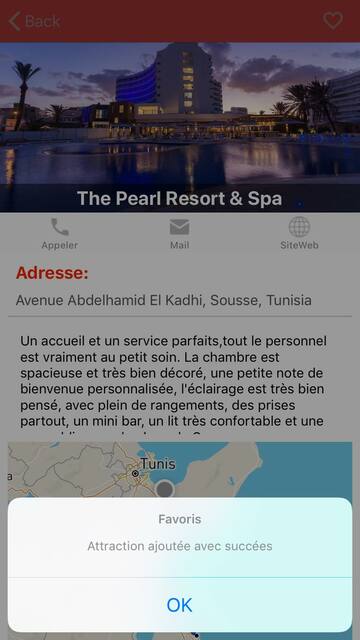 Back
The Pearl Resort & Spa
Appeler
Mail
SiteWeb
Adresse:
Avenue Abdelhamid El Kadhi, Sousse, Tunisia
Un accueil et un service parfaits,tout le personnel
est vraiment au petit soin. La chambre est
spacieuse et très bien décoré, une petite note de
bienvenue personnalisée, l'éclairage est très bien
pensé, avec plein de rangements, des prises
partout, un mini bar, un lit très confortable et une
Tunis
Favoris
Attraction ajoutée avec succées
OK